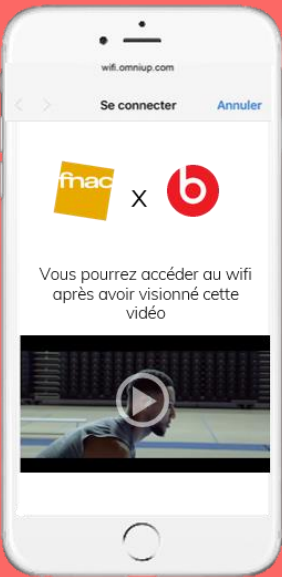 wifi.omniup.com
Se connecter Annuler
fnac x b
Vous pourrez accéder au wifi
après avoir visionné cette
vidéo